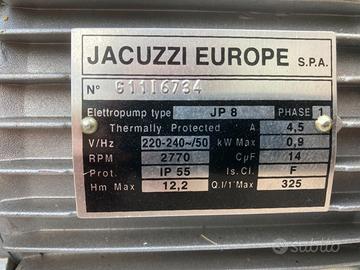 JACUZZI EUROPE S.P.A.
N° G11I6734
Elettropump type JP 8 PHASE 1
Thermally Protected A 4,5
V/Hz 220-240~/50 kW Max 0,9
RPM 2770 CμF 14
Prot. IP 55 Is.Cl. F
Hm Max 12,2 Q.l/1' Max 325
subito